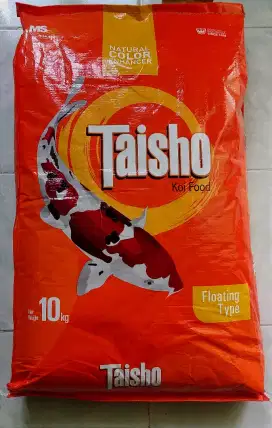 MS
NATURAL
COLOR
ENHANCER
Taisho
Koi Food
Floating
Type
10kg
Taisho